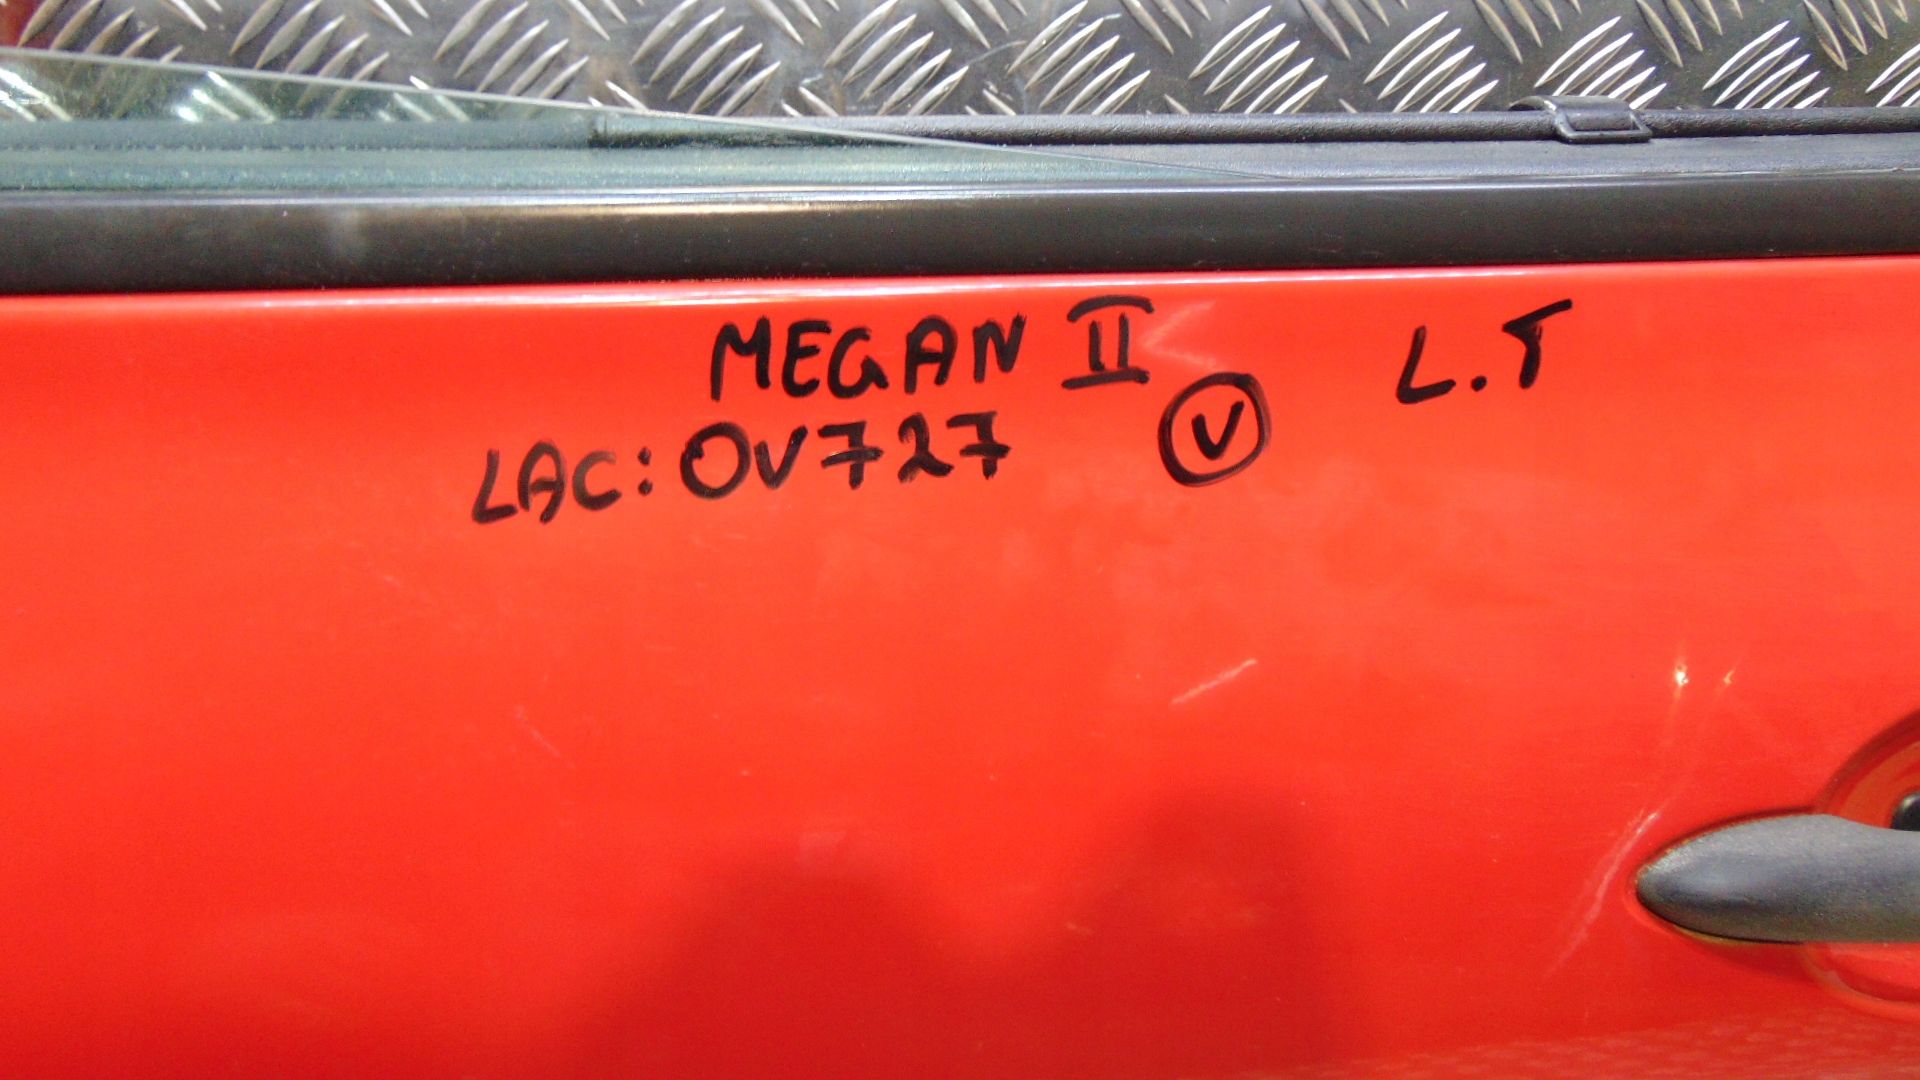 MEGAN II L.T
LAC: OV727 V